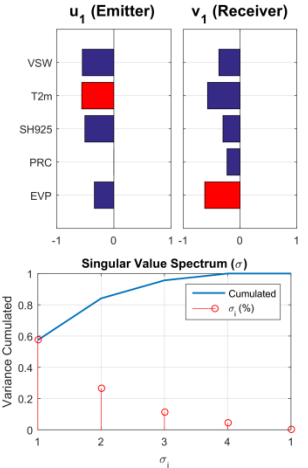 u1 (Emitter) v1 (Receiver)
VSW
T2m
SH925
PRC
EVP
-1 0 1 -1 0 1
Singular Value Spectrum (σ)
1
0.8
0.6
0.4
0.2
0
Variance Cumulated
Cumulated
σi (%)
1 2 3 4 1
σi